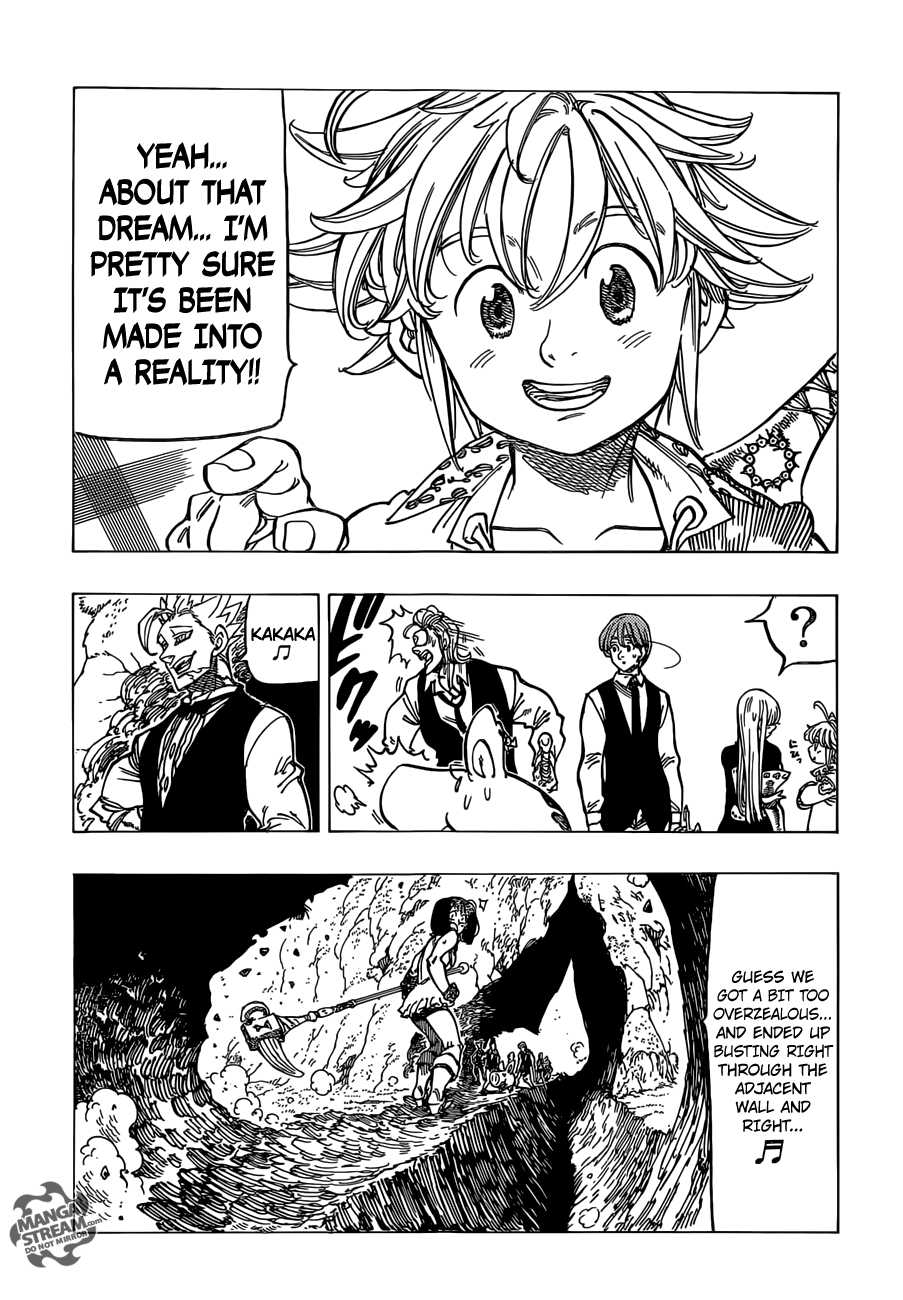 YEAH...
ABOUT THAT
DREAM... I'M
PRETTY SURE
IT'S BEEN
MADE INTO
A REALITY!!
?
KAKAKA
♫
GUESS WE
GOT A BIT TOO
OVERZEALOUS...
AND ENDED UP
BUSTING RIGHT
THROUGH THE
ADJACENT
WALL AND
RIGHT...
♫
MANGA
STREAM.com
DO NOT MIRROR